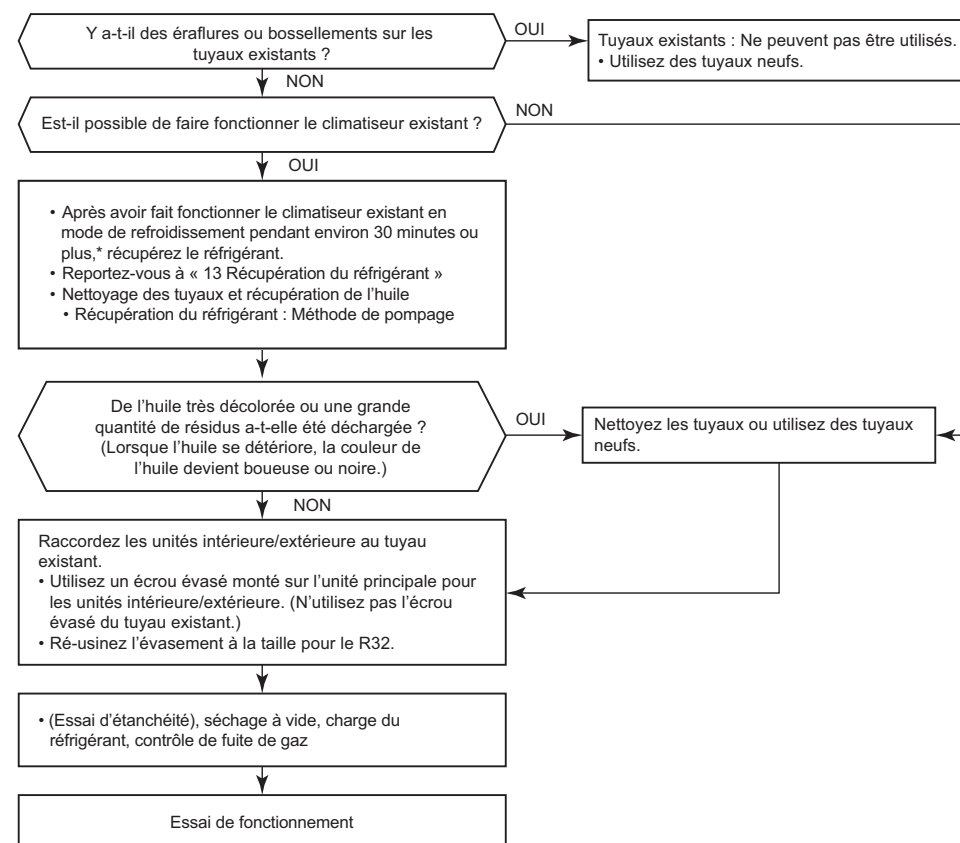 Y a-t-il des éraflures ou bossellements sur les
tuyaux existants ?
OUI
Tuyaux existants : Ne peuvent pas être utilisés.
• Utilisez des tuyaux neufs.
NON
Est-il possible de faire fonctionner le climatiseur existant ?
NON
OUI
• Après avoir fait fonctionner le climatiseur existant en
mode de refroidissement pendant environ 30 minutes ou
plus,* récupérez le réfrigérant.
• Reportez-vous à « 13 Récupération du réfrigérant »
• Nettoyage des tuyaux et récupération de l’huile
• Récupération du réfrigérant : Méthode de pompage
De l’huile très décolorée ou une grande
quantité de résidus a-t-elle été déchargée ?
(Lorsque l’huile se détériore, la couleur de
l’huile devient boueuse ou noire.)
OUI
Nettoyez les tuyaux ou utilisez des tuyaux
neufs.
NON
Raccordez les unités intérieure/extérieure au tuyau
existant.
• Utilisez un écrou évasé monté sur l’unité principale pour
les unités intérieure/extérieure. (N’utilisez pas l’écrou
évasé du tuyau existant.)
• Ré-usinez l’évasement à la taille pour le R32.
• (Essai d’étanchéité), séchage à vide, charge du
réfrigérant, contrôle de fuite de gaz
Essai de fonctionnement